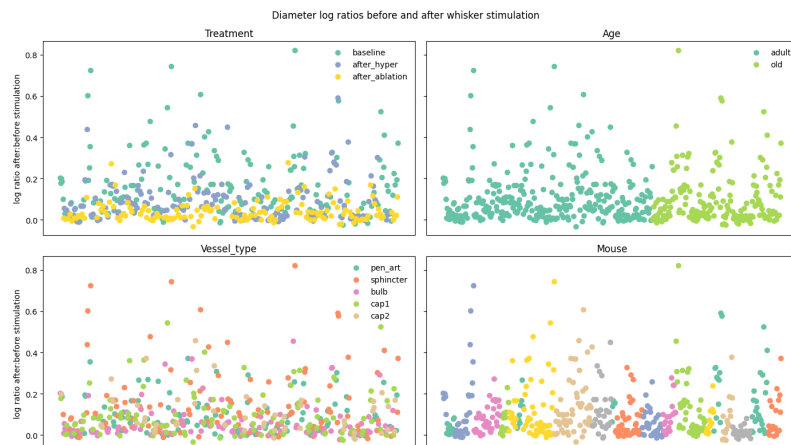 Diameter log ratios before and after whisker stimulation
Treatment
Age
log ratio after:before stimulation
0.8
0.6
0.4
0.2
0.0
baseline
after_hyper
after_ablation
adult
old
Vessel_type
Mouse
log ratio after:before stimulation
0.8
0.6
0.4
0.2
0.0
pen_art
sphincter
bulb
cap1
cap2